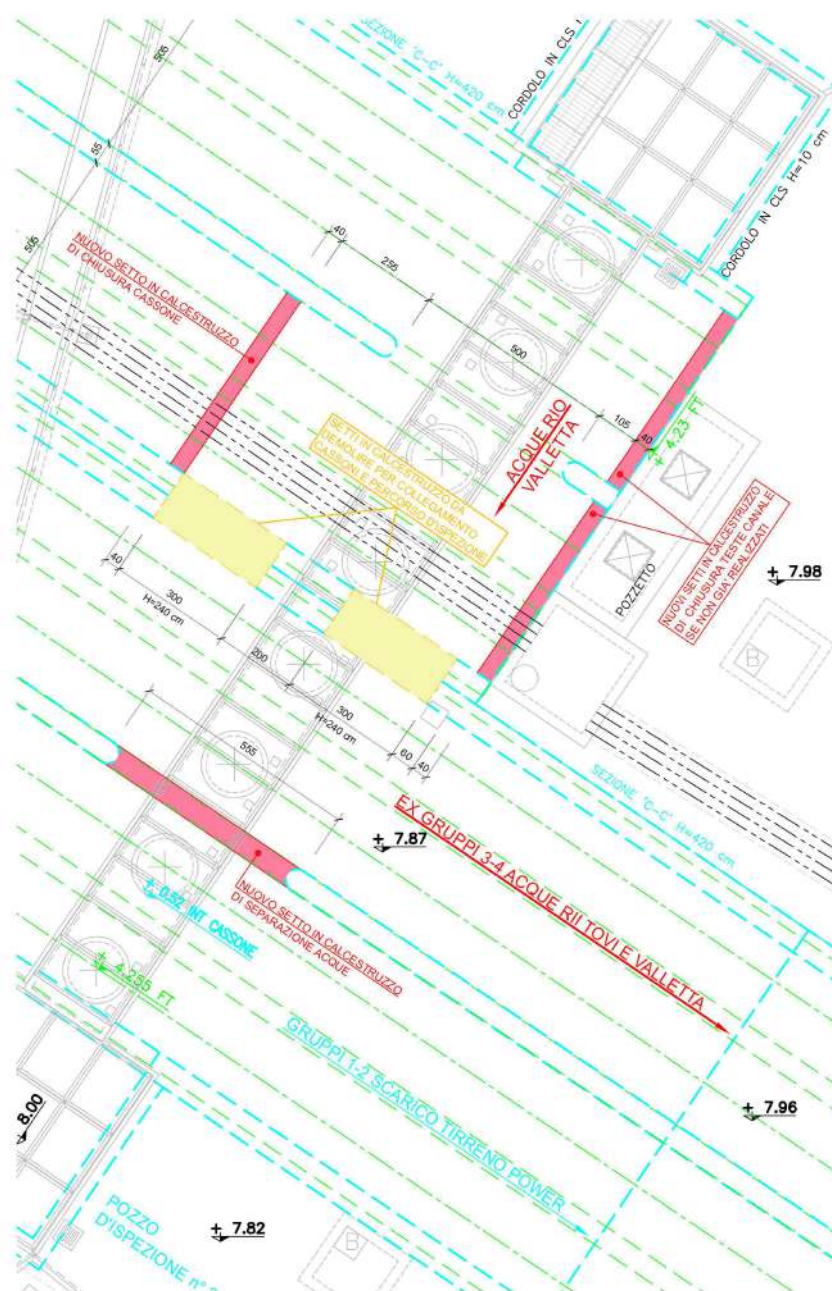 SEZIONE "C-C" H=420 cm
CORDOLO IN CLS H
CORDOLO IN CLS H=10 cm
505
55
505
NUOVO SETTO IN CALCESTRUZZO
DI CHIUSURA CASSONE
40
255
500
105
40
+ 4.23 FT
ACQUE RIO
VALLETTA
SETTI IN CALCESTRUZZO DA
DEMOLIRE PER COLLEGAMENTO
CASSONI E PERCORSO D'ISPEZIONE
NUOVI SETTI IN CALCESTRUZZO
DI CHIUSURA TESTE CANALE
(SE NON GIA' REALIZZATI)
POZZETTO
+ 7.98
B
40
300
H=240 cm
200
300
H=240 cm
60
40
555
SEZIONE "C-C" H=420 cm
+ 7.87
EX GRUPPI 3-4 ACQUE RII TOVI E VALLETTA
NUOVO SETTO IN CALCESTRUZZO
DI SEPARAZIONE ACQUE
+ 0.52 INT CASSONE
+ 4.255 FT
GRUPPI 1-2 SCARICO TIRRENO POWER
+ 7.96
8.00
POZZO
D'ISPEZIONE n°
+ 7.82
B